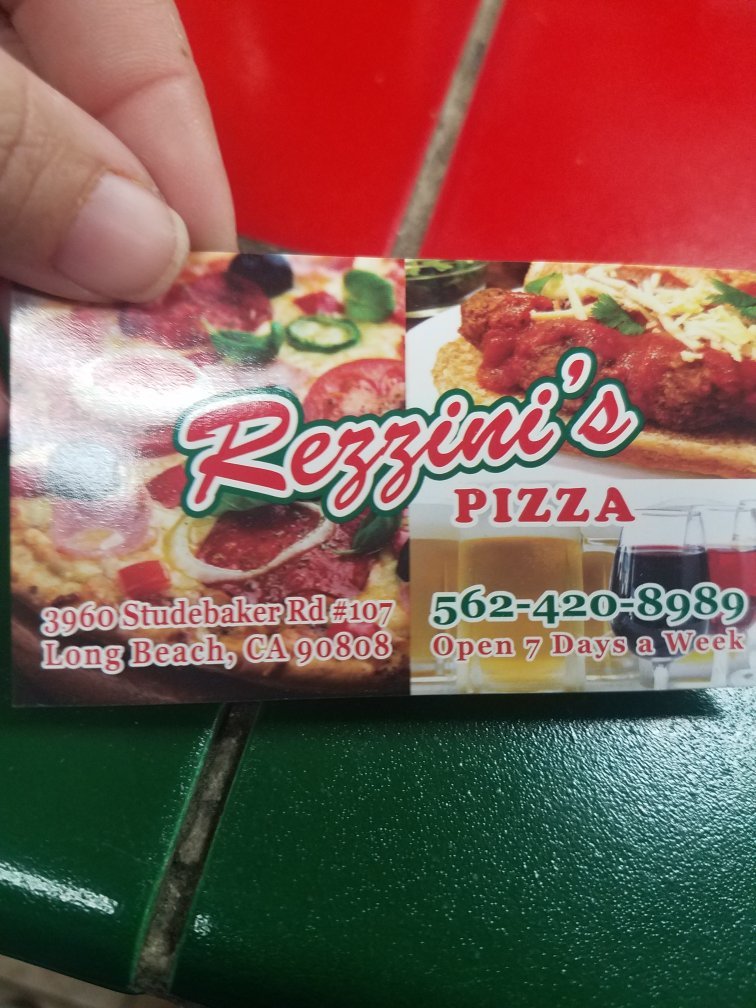 Rezzini's
PIZZA
3960 Studebaker Rd #107
Long Beach, CA 90808
562-420-8989
Open 7 Days a Week